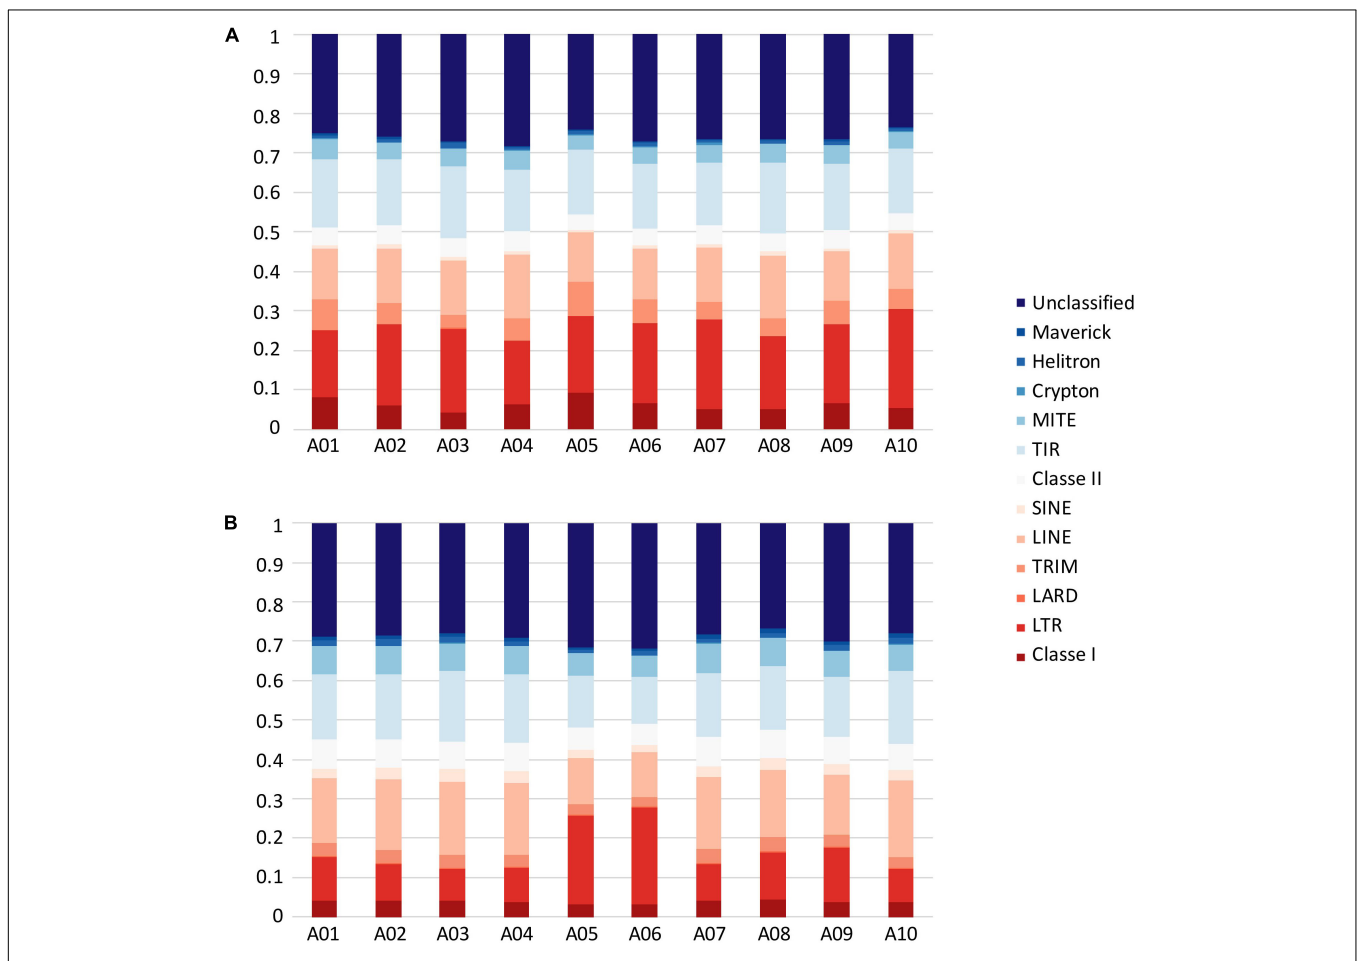 A
1
0.9
0.8
0.7
0.6
0.5
0.4
0.3
0.2
0.1
0
A01 A02 A03 A04 A05 A06 A07 A08 A09 A10
Unclassified
Maverick
Helitron
Crypton
MITE
TIR
Classe II
SINE
LINE
TRIM
LARD
LTR
Classe I
B
1
0.9
0.8
0.7
0.6
0.5
0.4
0.3
0.2
0.1
0
A01 A02 A03 A04 A05 A06 A07 A08 A09 A10